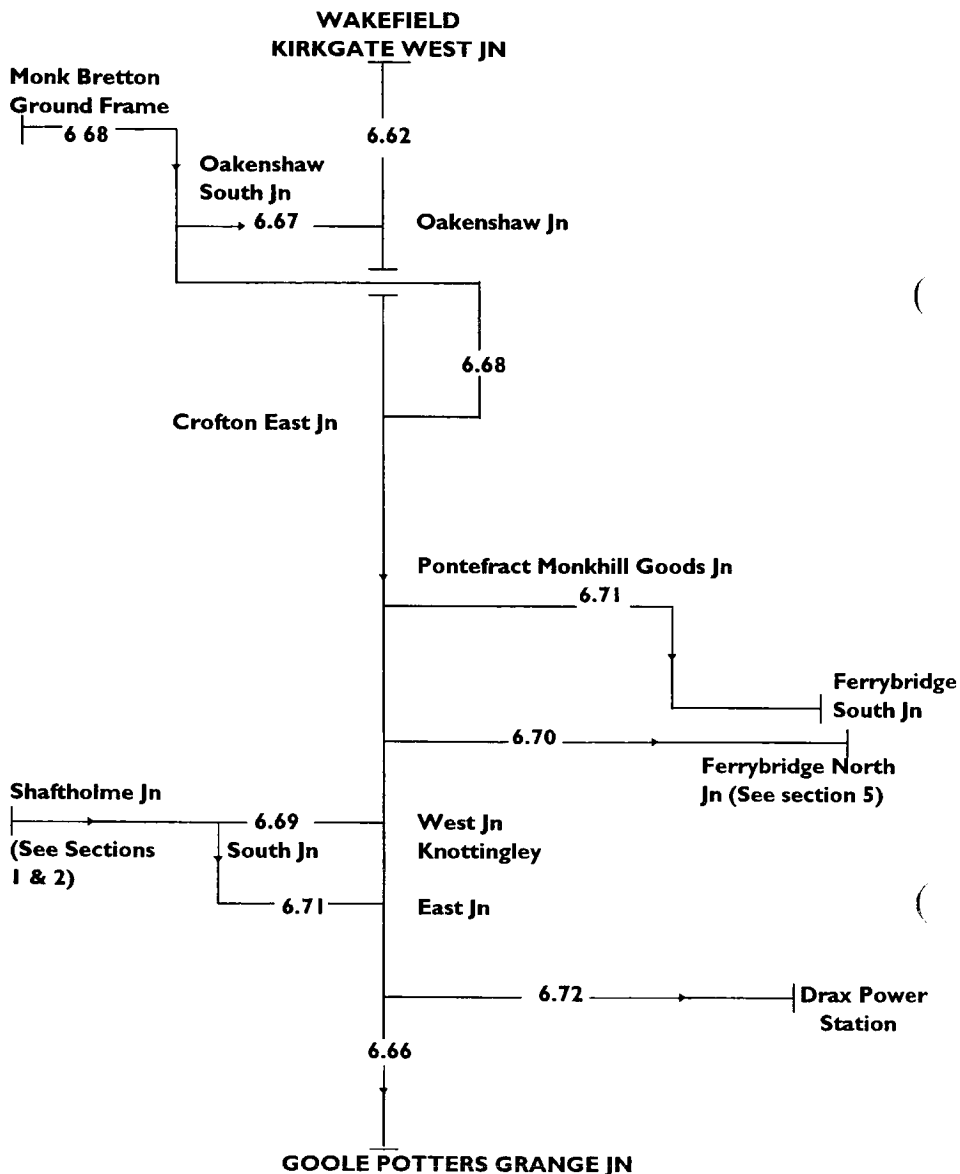 WAKEFIELD
KIRKGATE WEST JN
Monk Bretton
Ground Frame
6 68
6.62
Oakenshaw
South Jn
6.67
Oakenshaw Jn
6.68
Crofton East Jn
Pontefract Monkhill Goods Jn
6.71
Ferrybridge
South Jn
6.70
Ferrybridge North
Jn (See section 5)
Shaftholme Jn
6.69
West Jn
Knottingley
(See Sections
1 & 2)
South Jn
6.71
East Jn
6.72
Drax Power
Station
6.66
GOOLE POTTERS GRANGE JN